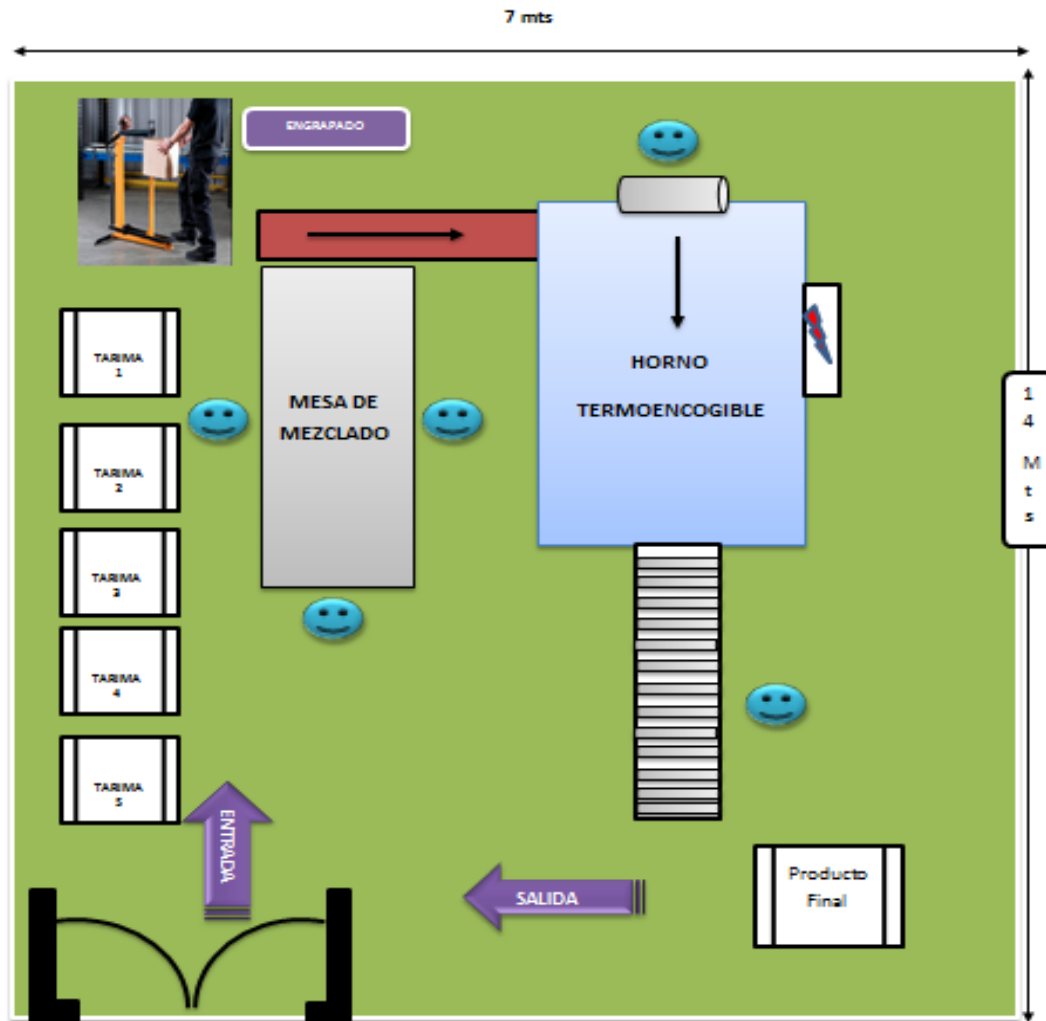 7 mts
ENGRAPADO
TARIMA
1
TARIMA
2
TARIMA
3
TARIMA
4
TARIMA
5
MESA DE
MEZCLADO
HORNO
TERMOENCOGIBLE
1
4
M
t
s
ENTRADA
SALIDA
Producto
Final